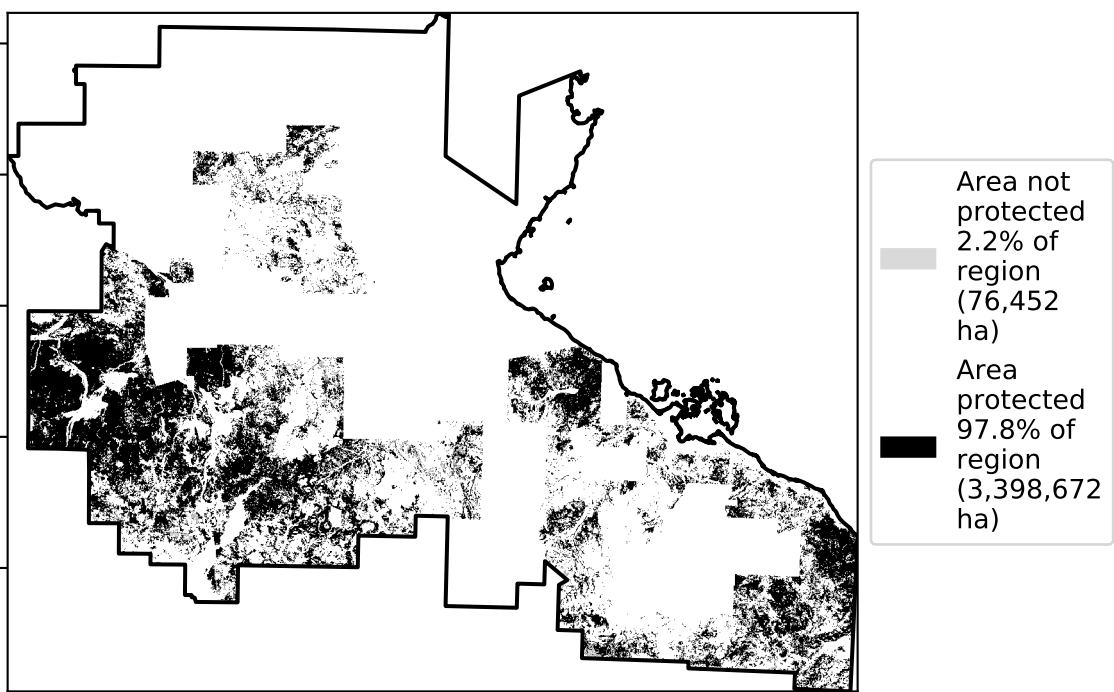 Area not
protected
2.2% of
region
(76,452
ha)
Area
protected
97.8% of
region
(3,398,672
ha)